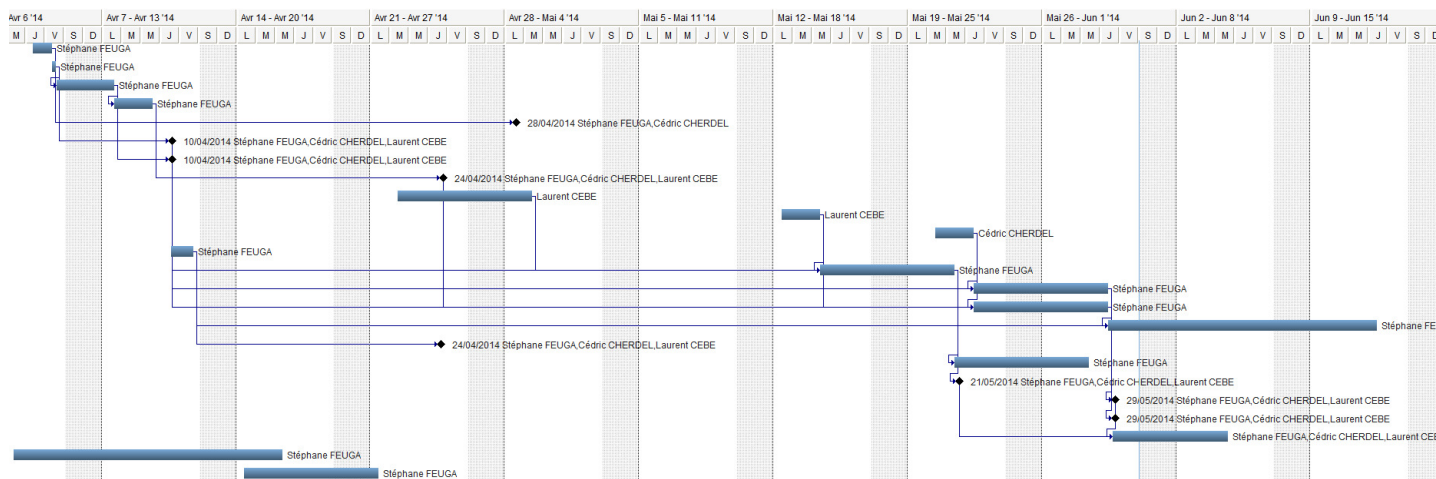 Avr 6 '14 Avr 7 - Avr 13 '14 Avr 14 - Avr 20 '14 Avr 21 - Avr 27 '14 Avr 28 - Mai 4 '14 Mai 5 - Mai 11 '14 Mai 12 - Mai 18 '14 Mai 19 - Mai 25 '14 Mai 26 - Jun 1 '14 Jun 2 - Jun 8 '14 Jun 9 - Jun 15 '14
M J V S D L M M J V S D L M M J V S D L M M J V S D L M M J V S D L M M J V S D L M M J V S D L M M J V S D L M M J V S D L M M J V S D L M M J V S D
Stéphane FEUGA
Stéphane FEUGA
Stéphane FEUGA
Stéphane FEUGA
28/04/2014 Stéphane FEUGA,Cédric CHERDEL
10/04/2014 Stéphane FEUGA,Cédric CHERDEL,Laurent CEBE
10/04/2014 Stéphane FEUGA,Cédric CHERDEL,Laurent CEBE
24/04/2014 Stéphane FEUGA,Cédric CHERDEL,Laurent CEBE
Laurent CEBE
Laurent CEBE
Cédric CHERDEL
Stéphane FEUGA
Stéphane FEUGA
Stéphane FEUGA
Stéphane FEUGA
Stéphane FE
24/04/2014 Stéphane FEUGA,Cédric CHERDEL,Laurent CEBE
Stéphane FEUGA
21/05/2014 Stéphane FEUGA,Cédric CHERDEL,Laurent CEBE
29/05/2014 Stéphane FEUGA,Cédric CHERDEL,Laurent CEBE
29/05/2014 Stéphane FEUGA,Cédric CHERDEL,Laurent CEBE
Stéphane FEUGA,Cédric CHERDEL,Laurent CEB
Stéphane FEUGA
Stéphane FEUGA